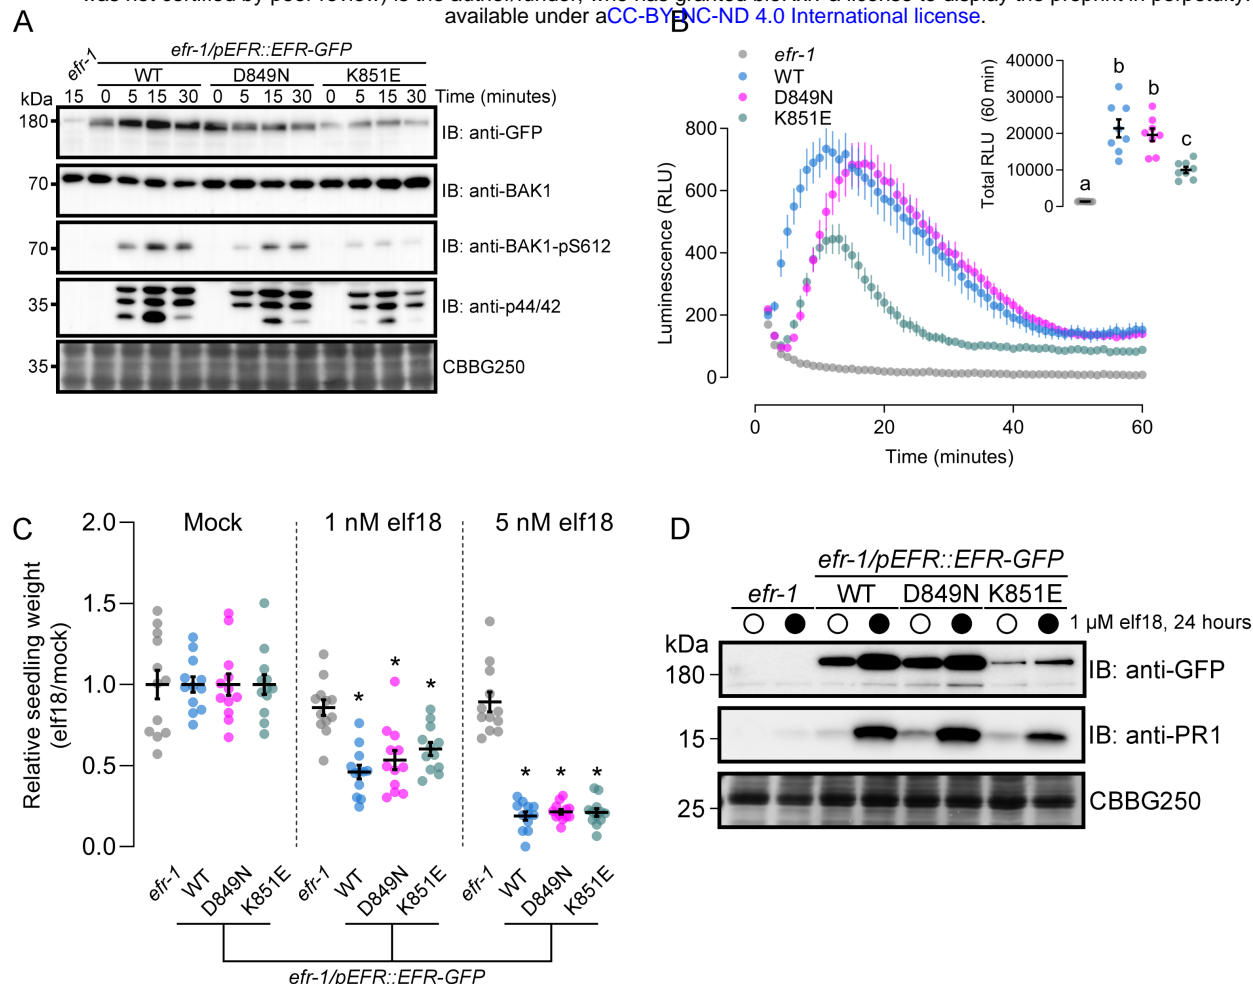 available under aCC-BY-NC-ND 4.0 International license.
A
efr-1
efr-1/pEFR::EFR-GFP
WT D849N K851E
kDa 15 0 5 15 30 0 5 15 30 0 5 15 30 Time (minutes)
180 IB: anti-GFP
70 IB: anti-BAK1
70 IB: anti-BAK1-pS612
35 IB: anti-p44/42
35 CBBG250
B
efr-1
WT
D849N
K851E
Luminescence (RLU)
800
600
400
200
0
0 20 40 60
Time (minutes)
Total RLU (60 min)
40000
30000
20000
10000
0
a b b c
C
Relative seedling weight
(elf18/mock)
2.0
1.5
1.0
0.5
0.0
Mock 1 nM elf18 5 nM elf18
* * * * * *
efr-1 WT D849N K851E efr-1 WT D849N K851E efr-1 WT D849N K851E
efr-1/pEFR::EFR-GFP
D
efr-1/pEFR::EFR-GFP
efr-1 WT D849N K851E
1 µM elf18, 24 hours
kDa
180 IB: anti-GFP
15 IB: anti-PR1
25 CBBG250